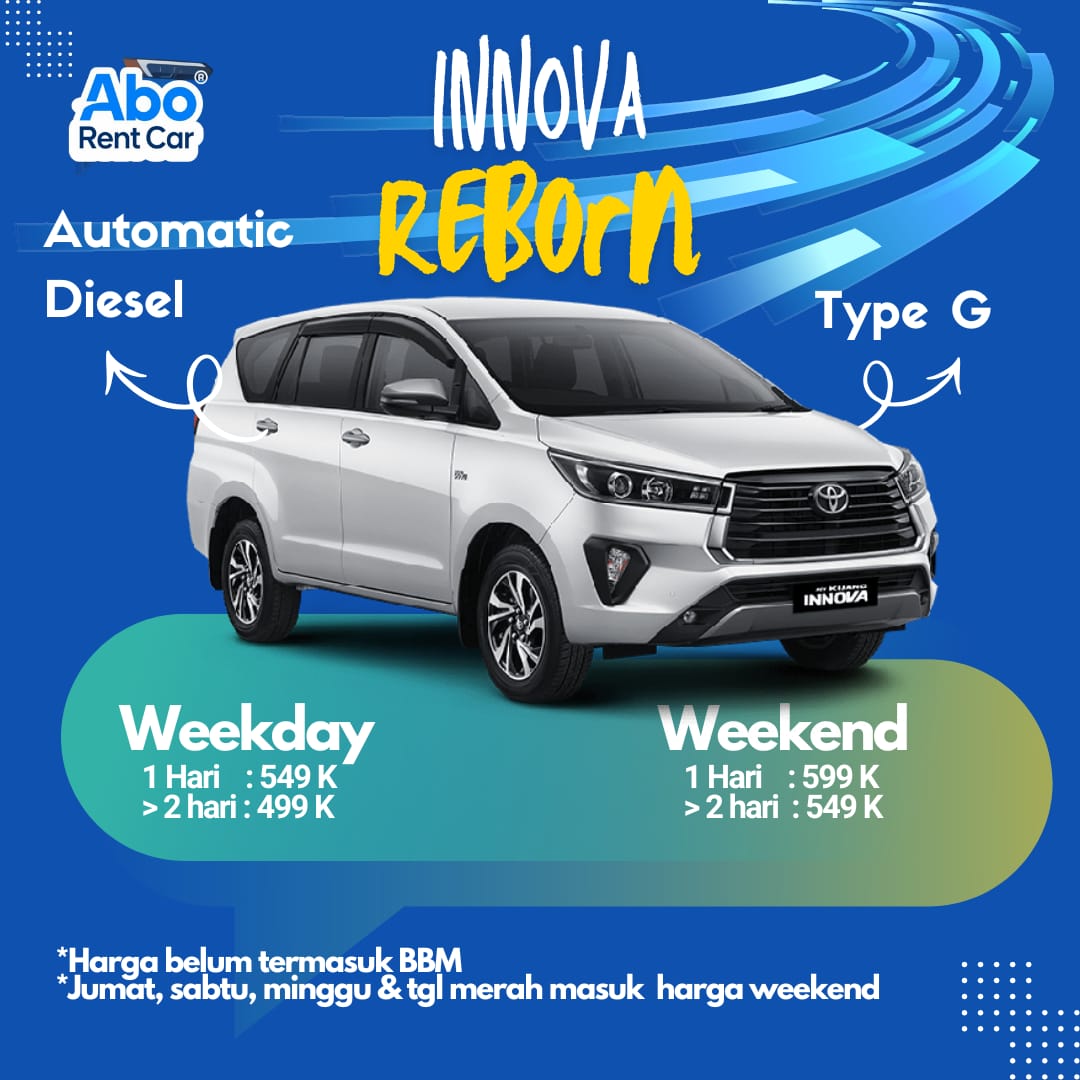 Abo®
Rent Car
INNOVA
REBOrN
Automatic
Diesel
Type G
INNOVA
Weekday
1 Hari : 549 K
> 2 hari : 499 K
Weekend
1 Hari : 599 K
> 2 hari : 549 K
*Harga belum termasuk BBM
*Jumat, sabtu, minggu & tgl merah masuk harga weekend